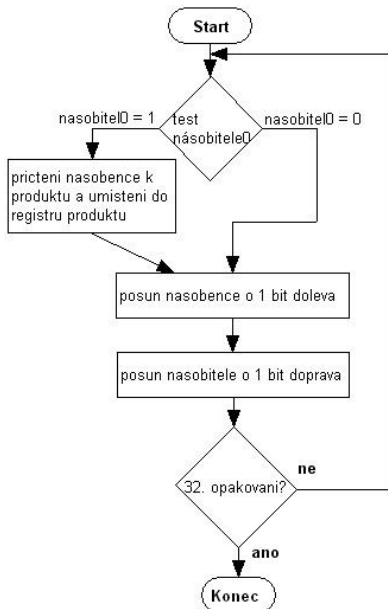 Start
nasobitel0 = 1
test
násobitele0
nasobitel0 = 0
pricteni nasobence k
produktu a umisteni do
registru produktu
posun nasobence o 1 bit doleva
posun nasobitele o 1 bit doprava
32. opakovani?
ne
ano
Konec